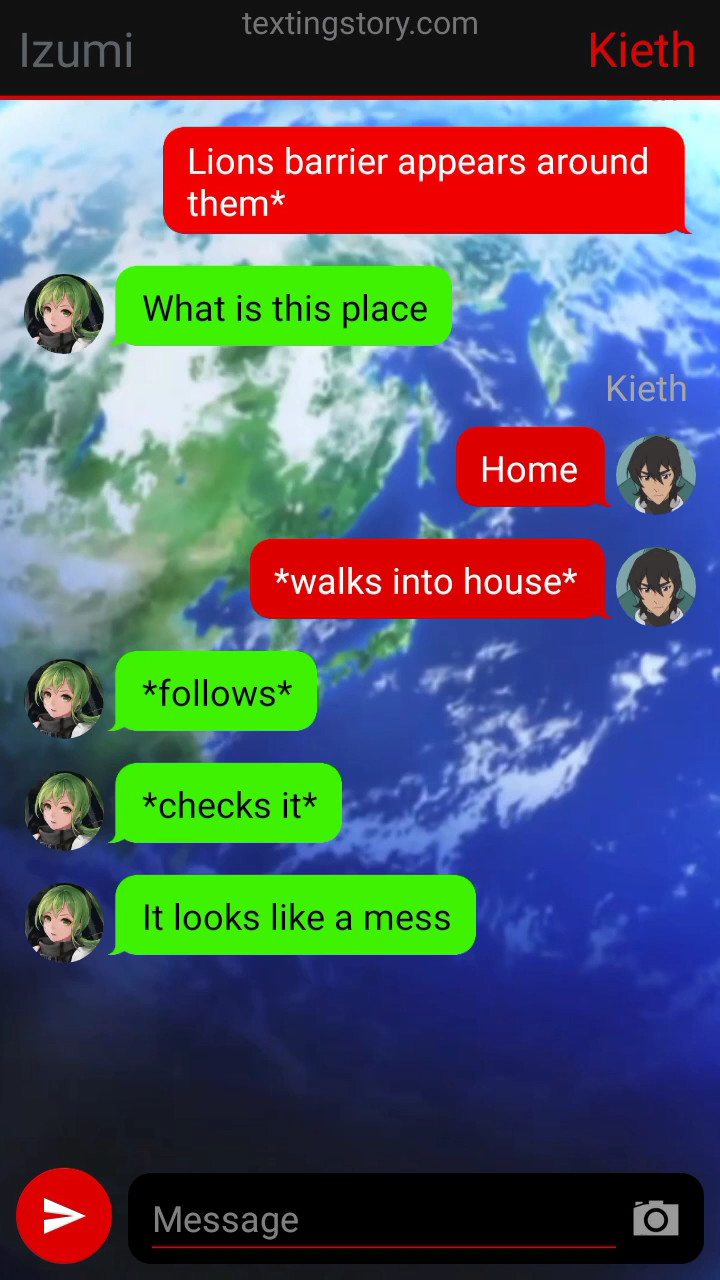 textingstory.com
Izumi
Kieth
Lions barrier appears around
them*
What is this place
Kieth
Home
*walks into house*
*follows*
*checks it*
It looks like a mess
Message